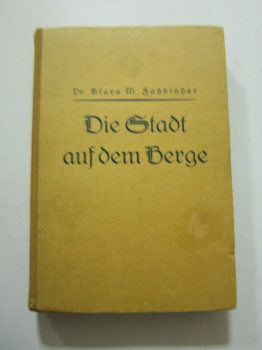 Dr. Klara M. Faßbinder
Die Stadt
auf dem Berge